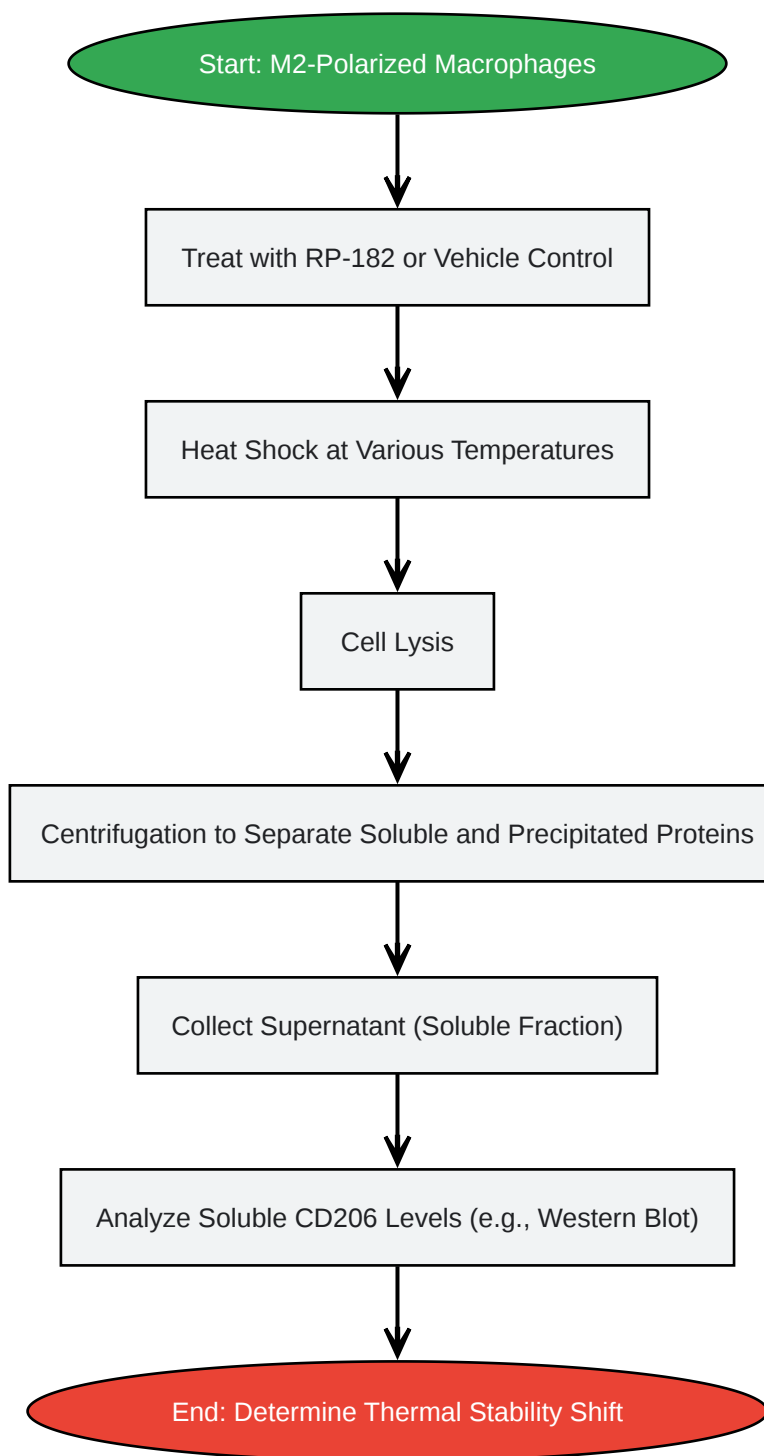 Start: M2-Polarized Macrophages
Treat with RP-182 or Vehicle Control
Heat Shock at Various Temperatures
Cell Lysis
Centrifugation to Separate Soluble and Precipitated Proteins
Collect Supernatant (Soluble Fraction)
Analyze Soluble CD206 Levels (e.g., Western Blot)
End: Determine Thermal Stability Shift